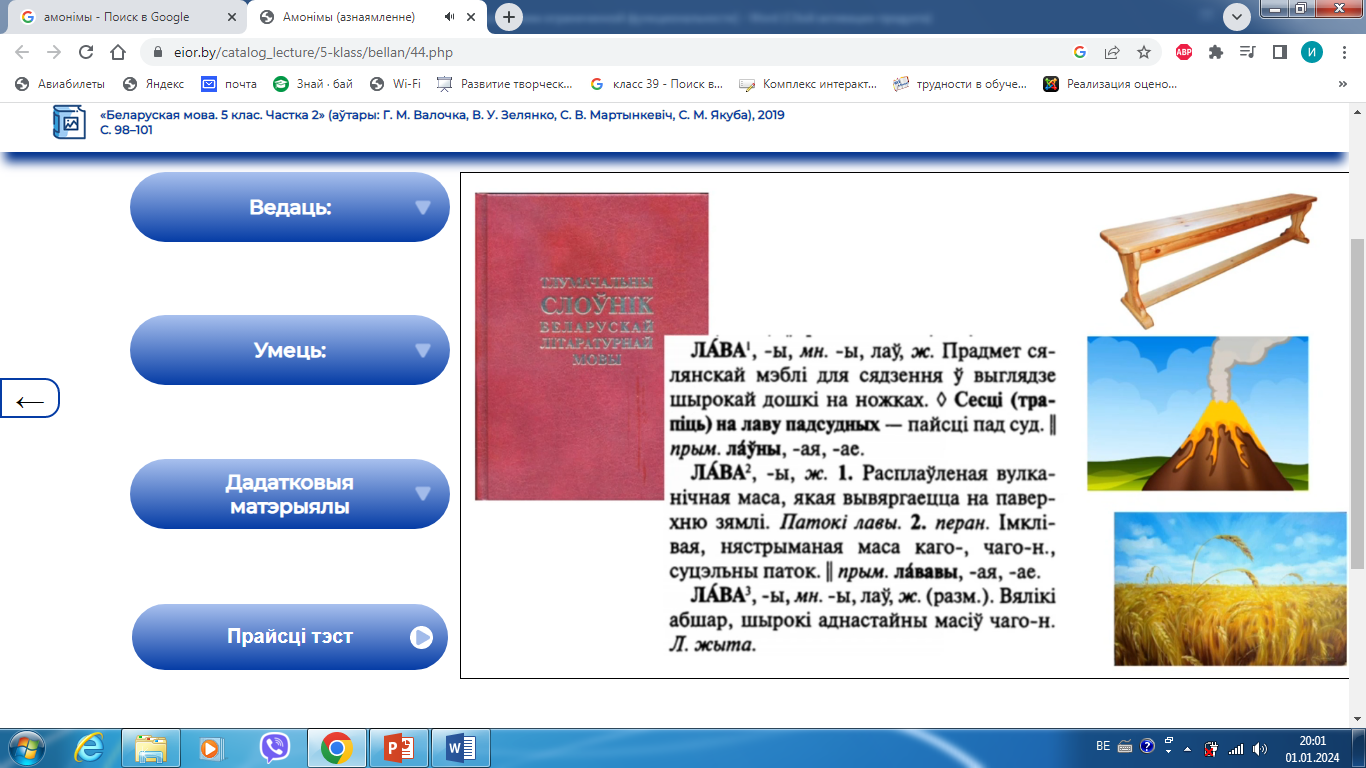 амонімы - Поиск в Google
Амонімы (азнаямленне)
eior.by/catalog_lecture/5-klass/bellan/44.php
И
Авиабилеты
Яндекс
почта
Знай · бай
Wi-Fi
Развитие творческ...
класс 39 - Поиск в...
Комплекс интеракт...
трудности в обуче...
Реализация оцено...
»
«Беларуская мова. 5 клас. Частка 2» (аўтары: Г. М. Валочка, В. У. Зелянко, С. В. Мартынкевіч, С. М. Якуба), 2019
С. 98–101
Ведаць:
Умець:
Дадатковыя
матэрыялы
Прайсці тэст
ТЛУМАЧАЛЬНЫ
СЛОЎНІК
БЕЛАРУСКАЙ
ЛІТАРАТУРНАЙ
МОВЫ
ЛА́ВА¹, -ы, мн. -ы, лаў, ж. Прадмет ся-
лянскай мэблі для сядзення ў выглядзе
шырокай дошкі на ножках. ◊ Сесці (тра-
піць) на лаву падсудных — пайсці пад суд. ||
прым. ла́ўны, -ая, -ае.
ЛА́ВА², -ы, ж. 1. Расплаўленая вулка-
нічная маса, якая вывяргаецца на павер-
хню зямлі. Патокі лавы. 2. перан. Імклі-
вая, нястрыманая маса каго-, чаго-н.,
суцэльны паток. || прым. ла́вавы, -ая, -ае.
ЛА́ВА³, -ы, мн. -ы, лаў, ж. (разм.). Вялікі
абшар, шырокі аднастайны масіў чаго-н.
Л. жыта.
BE
20:01
01.01.2024